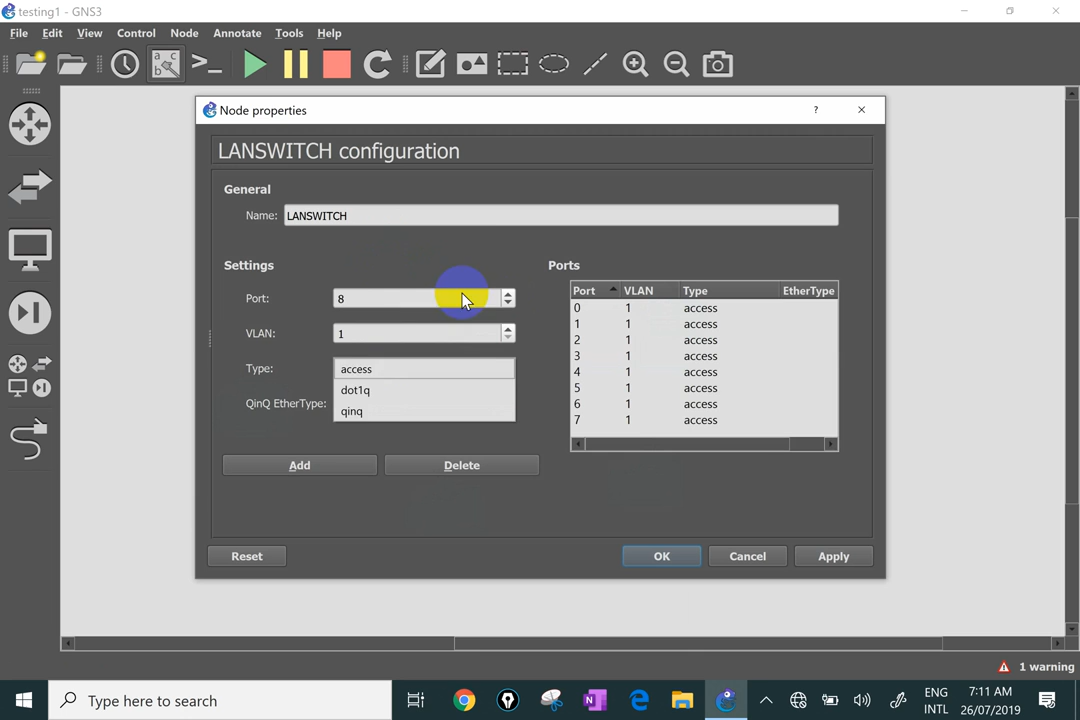 testing1 - GNS3
File Edit View Control Node Annotate Tools Help
a c
b
Node properties ?
LANSWITCH configuration
General
Name: LANSWITCH
Settings
Port: 8
VLAN: 1
Type: access
dot1q
qinq
QinQ EtherType:
Add Delete
Ports
Port VLAN Type EtherType
0 1 access
1 1 access
2 1 access
3 1 access
4 1 access
5 1 access
6 1 access
7 1 access
Reset OK Cancel Apply
1 warning
Type here to search
ENG
INTL
7:11 AM
26/07/2019